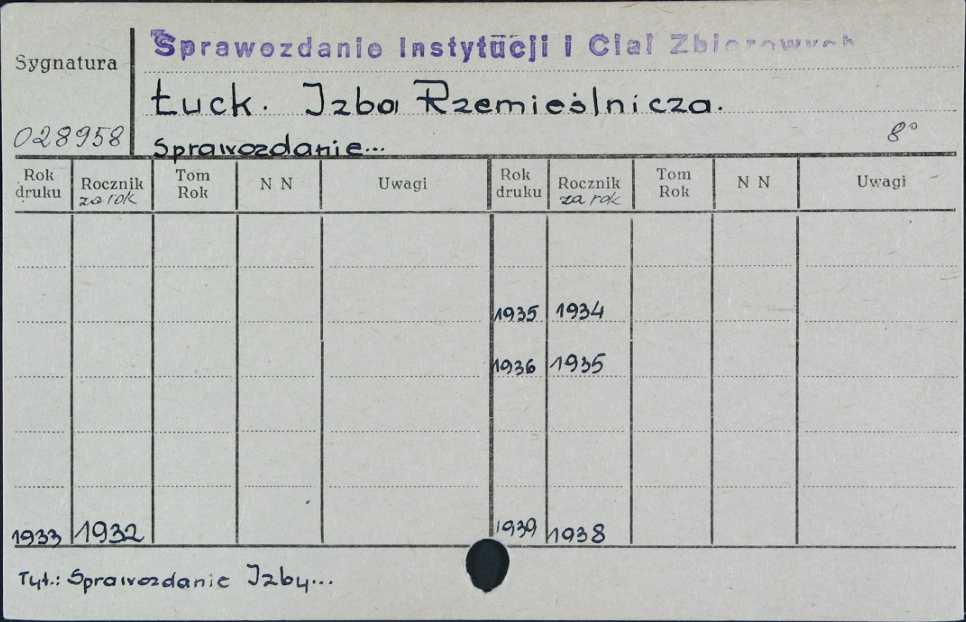 Sprawozdanie Instytucji i Ciał Zbiorowych
Sygnatura
Łuck. Izba Rzemieślnicza.
028958
8°
Sprawozdanie...
Rok druku Rocznik za rok Tom Rok N N Uwagi Rok druku Rocznik za rok Tom Rok N N Uwagi
1935 1934
1936 1935
1933 1932 1939 1938
Tyt.: Sprawozdanie Izby...